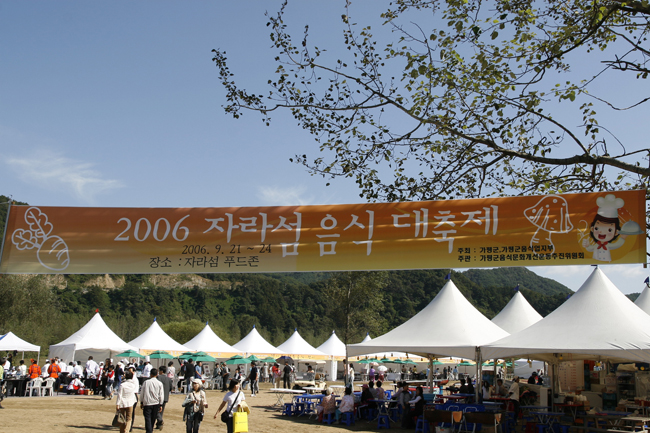 2006 자라섬 음식 대축제
2006. 9. 21 ~ 24
장소 : 자라섬 푸드존
주최 : 가평군, 가평군음식업지부
주관 : 가평군음식문화개선운동추진위원회